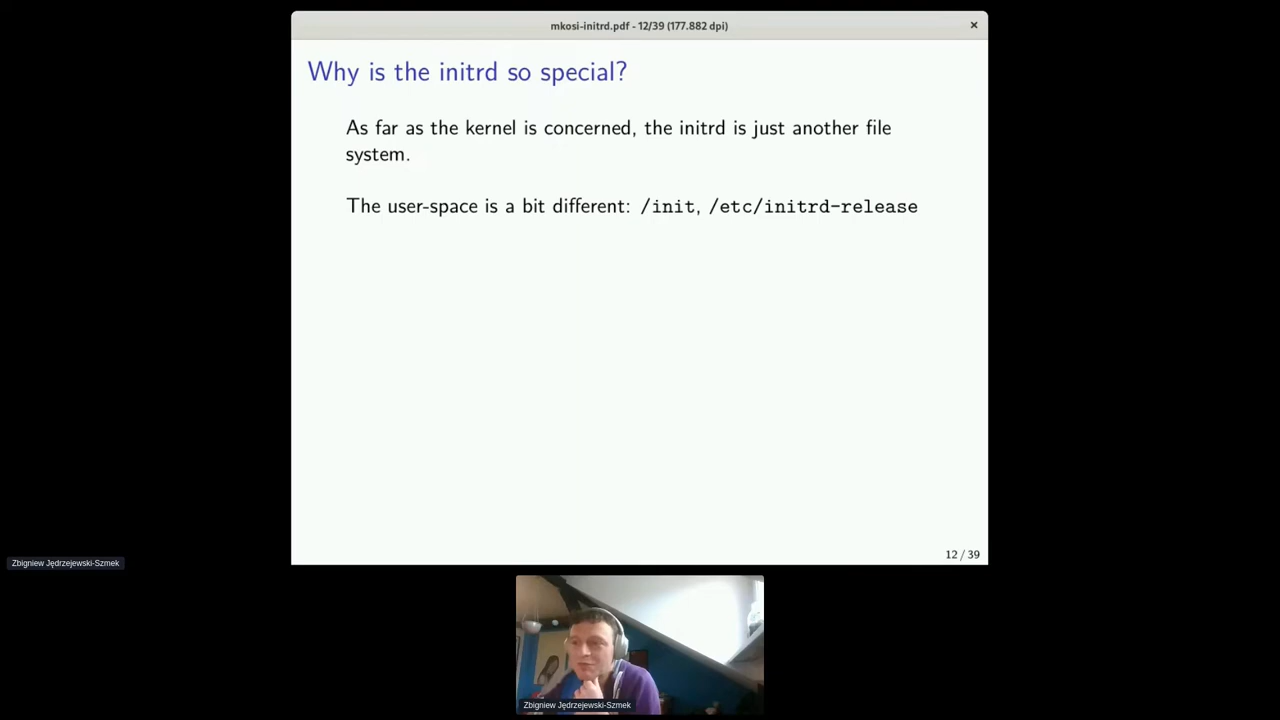 mkosi-initrd.pdf - 12/39 (177.882 dpi)
Why is the initrd so special?
As far as the kernel is concerned, the initrd is just another file
system.
The user-space is a bit different: /init, /etc/initrd-release
12 / 39
Zbigniew Jędrzejewski-Szmek
Zbigniew Jędrzejewski-Szmek